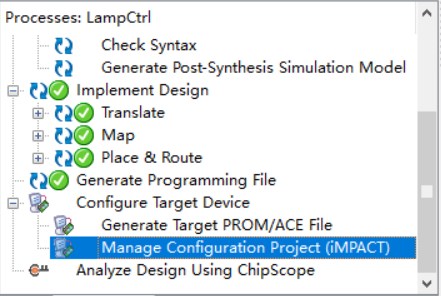 Processes: LampCtrl
Check Syntax
Generate Post-Synthesis Simulation Model
Implement Design
Translate
Map
Place & Route
Generate Programming File
Configure Target Device
Generate Target PROM/ACE File
Manage Configuration Project (iMPACT)
Analyze Design Using ChipScope